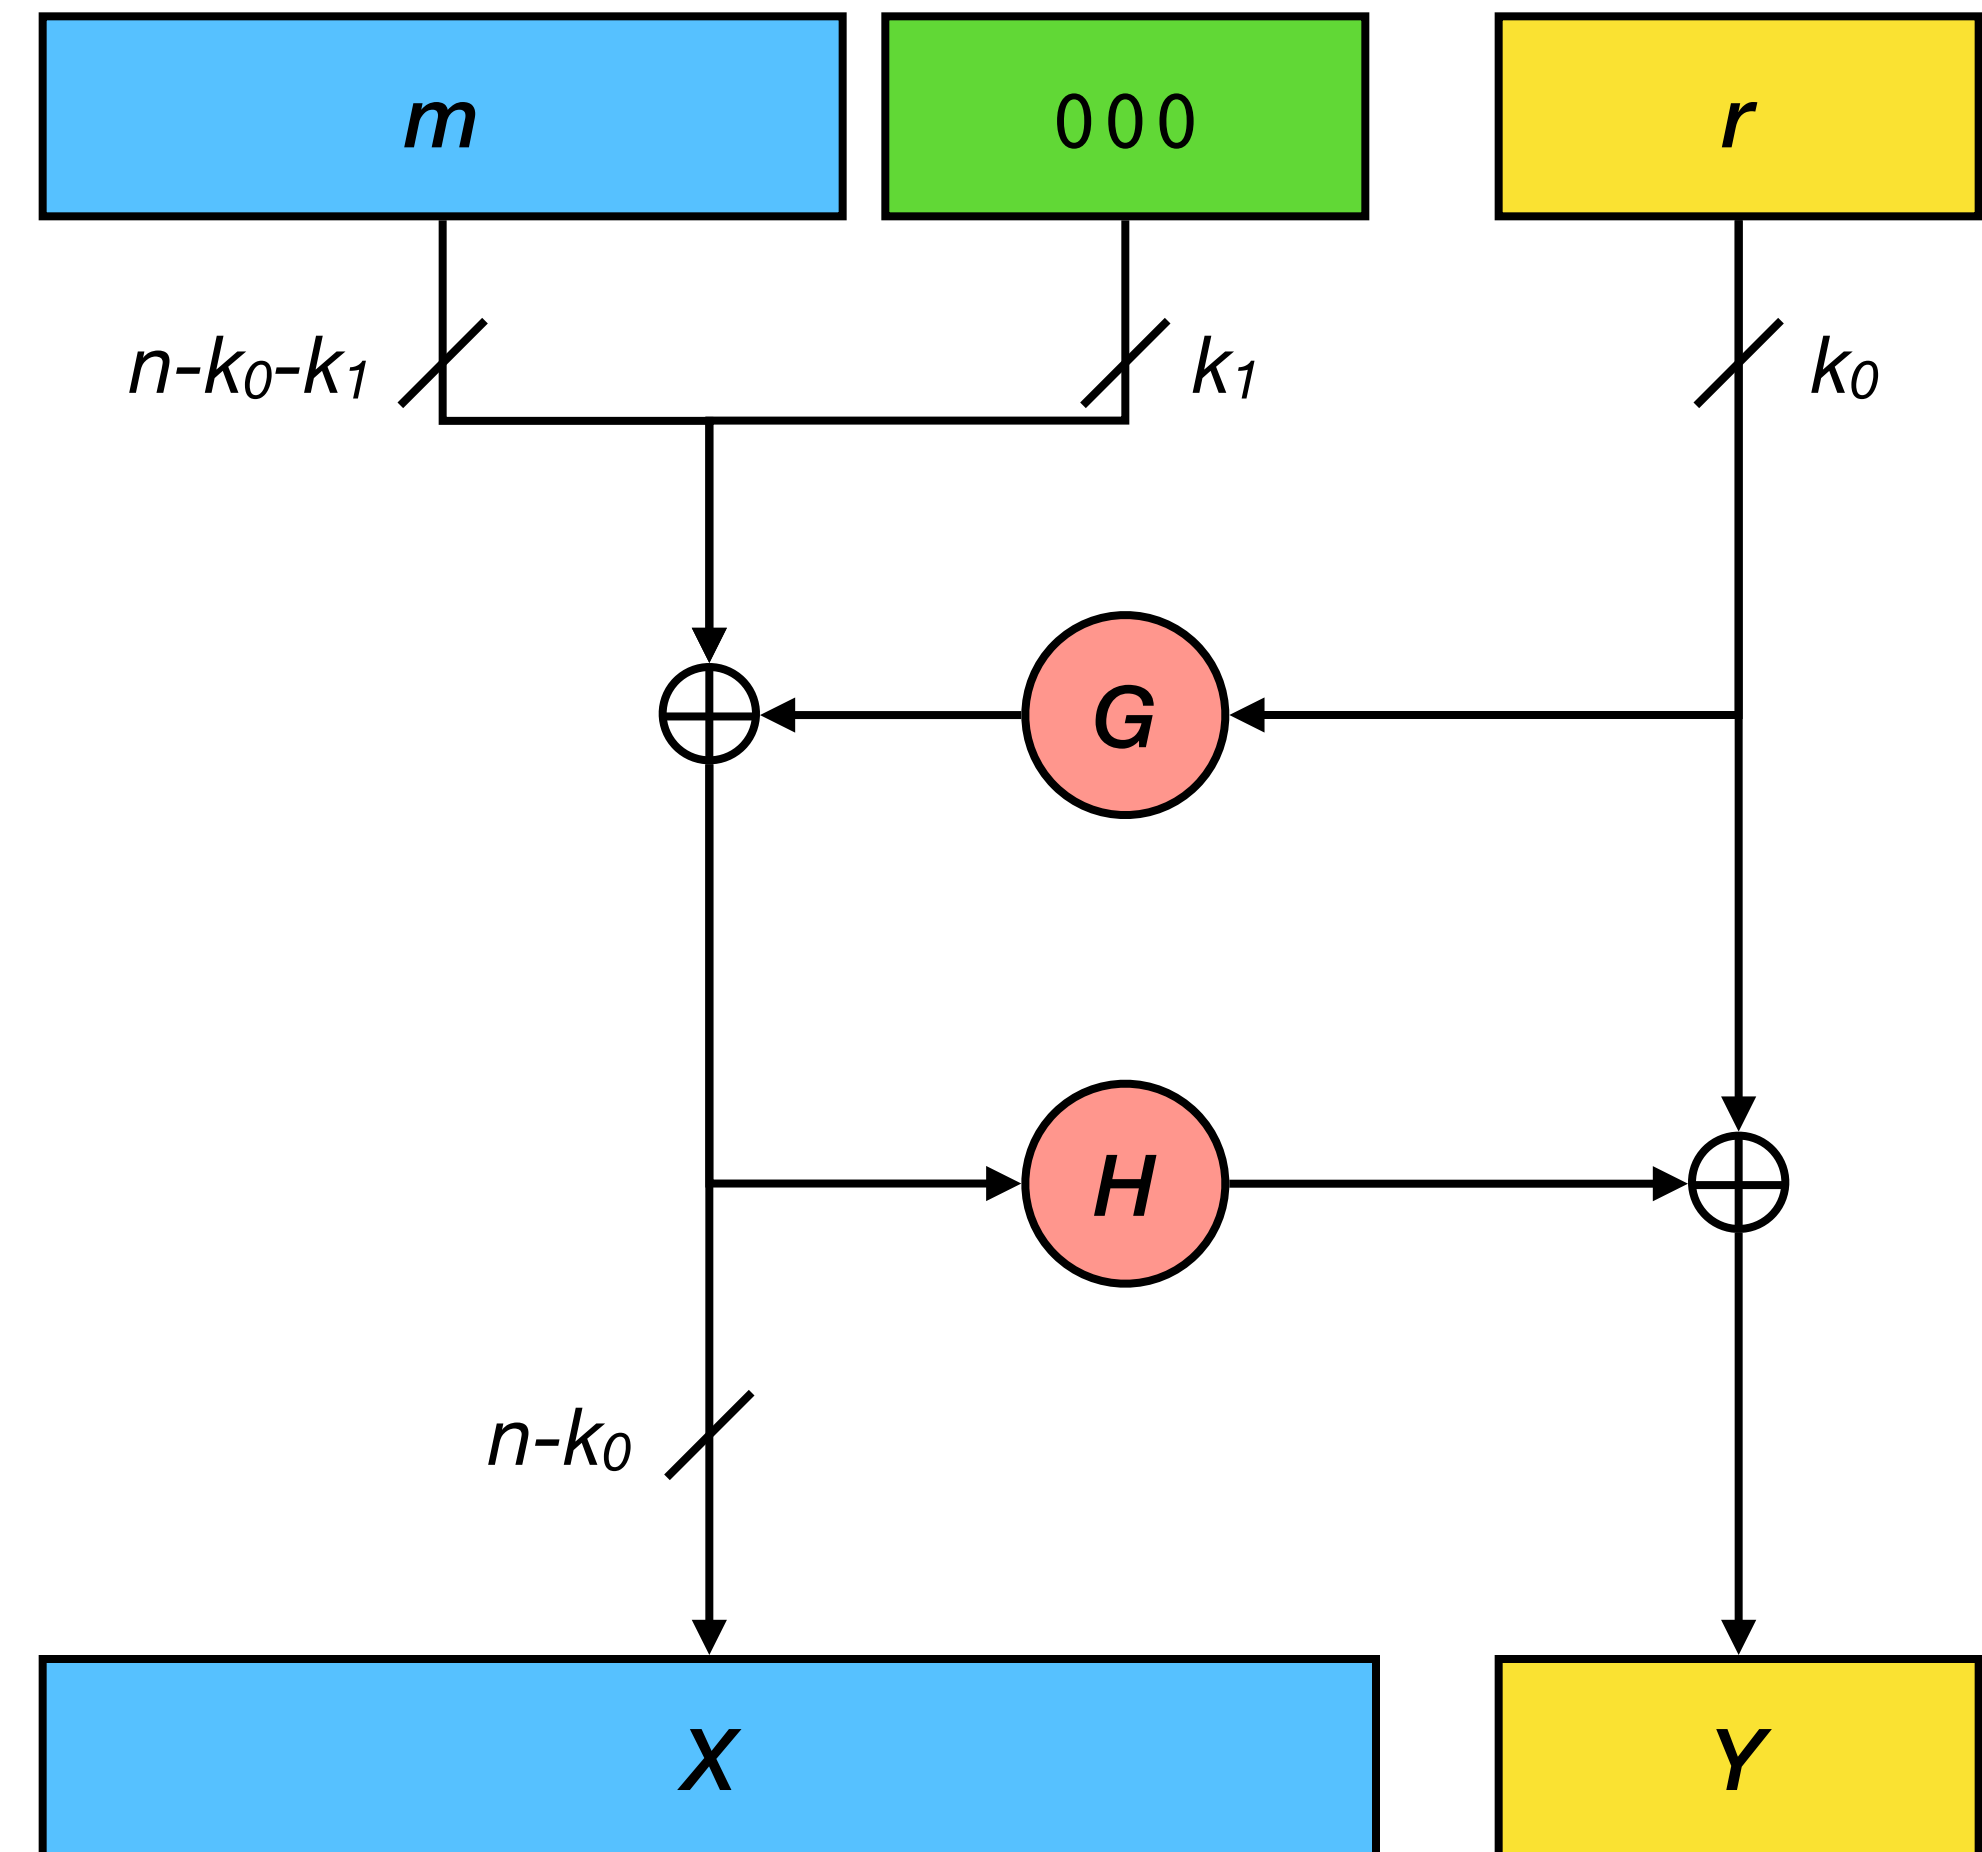 m 000 r
n-k₀-k₁ k₁ k₀
G
H
n-k₀
X Y